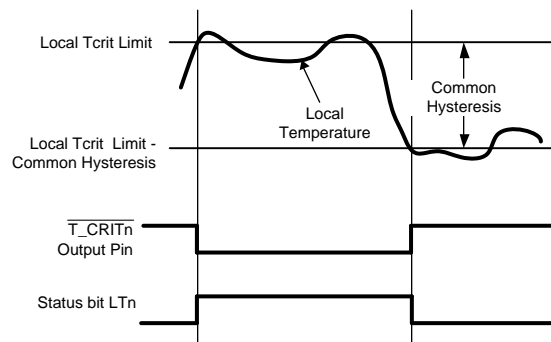 Local Tcrit Limit
Common
Hysteresis
Local
Temperature
Local Tcrit Limit -
Common Hysteresis
T_CRITn
Output Pin
Status bit LTn